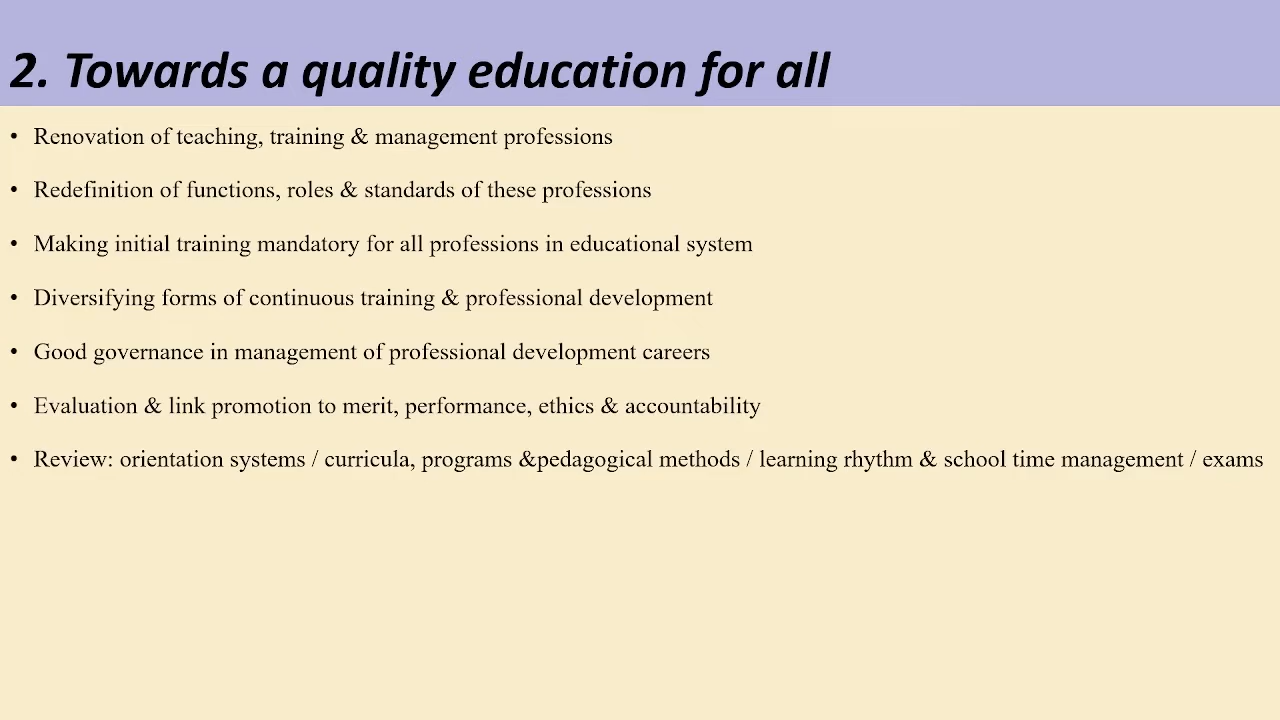 2. Towards a quality education for all
• Renovation of teaching, training & management professions
• Redefinition of functions, roles & standards of these professions
• Making initial training mandatory for all professions in educational system
• Diversifying forms of continuous training & professional development
• Good governance in management of professional development careers
• Evaluation & link promotion to merit, performance, ethics & accountability
• Review: orientation systems / curricula, programs &pedagogical methods / learning rhythm & school time management / exams